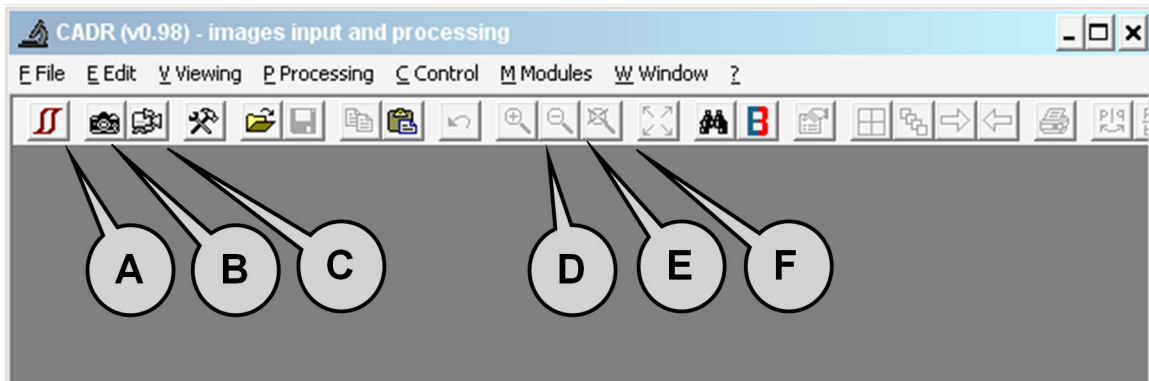 CADR (v0.98) - images input and processing
F File E Edit V Viewing P Processing C Control M Modules W Window ?
A B C D E F